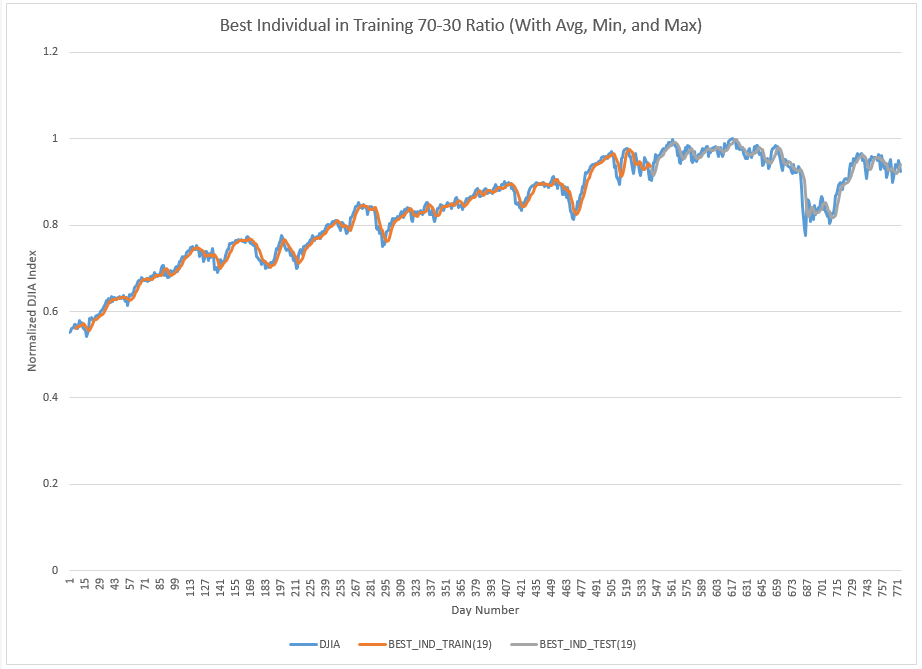 Best Individual in Training 70-30 Ratio (With Avg, Min, and Max)
1.2
1
0.8
0.6
0.4
0.2
0
Normalized DJIA Index
1 15 29 43 57 71 85 99 113 127 141 155 169 183 197 211 225 239 253 267 281 295 309 323 337 351 365 379 393 407 421 435 449 463 477 491 505 519 533 547 561 575 589 603 617 631 645 659 673 687 701 715 729 743 757 771
Day Number
DJIA BEST_IND_TRAIN(19) BEST_IND_TEST(19)